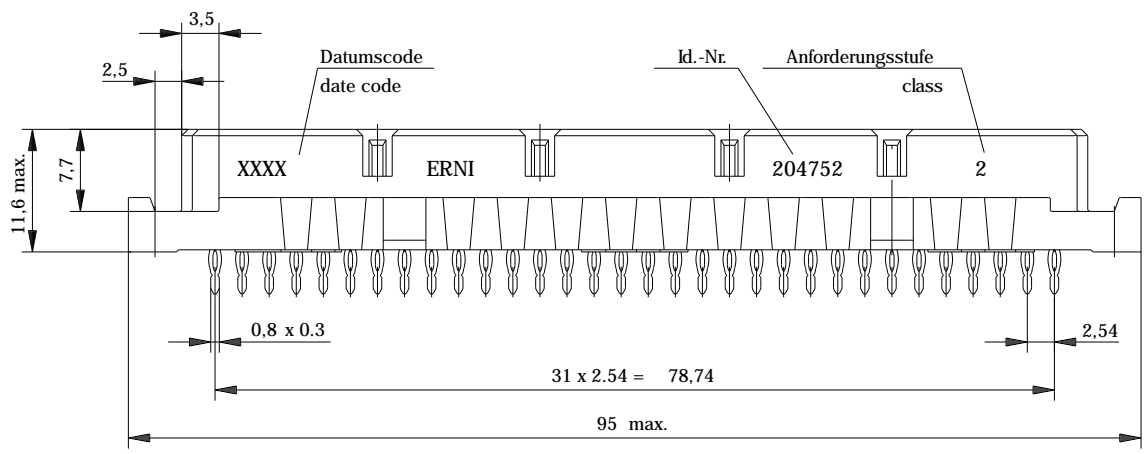 3,5
2,5
Datumscode
date code
Id.-Nr.
Anforderungsstufe
class
11,6 max.
7,7
XXXX
ERNI
204752
2
0,8 x 0.3
2,54
31 x 2.54 = 78,74
95 max.